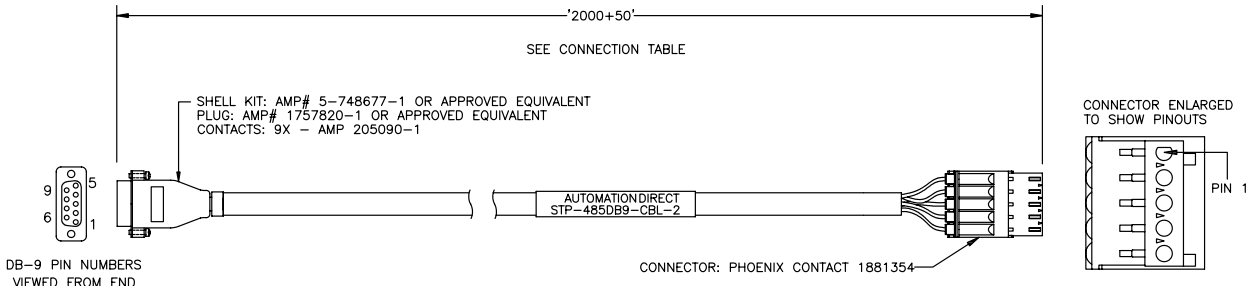 '2000+50'
SEE CONNECTION TABLE
SHELL KIT: AMP# 5-748677-1 OR APPROVED EQUIVALENT
PLUG: AMP# 1757820-1 OR APPROVED EQUIVALENT
CONTACTS: 9X - AMP 205090-1
CONNECTOR ENLARGED
TO SHOW PINOUTS
9
5
6
1
AUTOMATIONDIRECT
STP-485DB9-CBL-2
PIN 1
DB-9 PIN NUMBERS
VIEWED FROM END
CONNECTOR: PHOENIX CONTACT 1881354